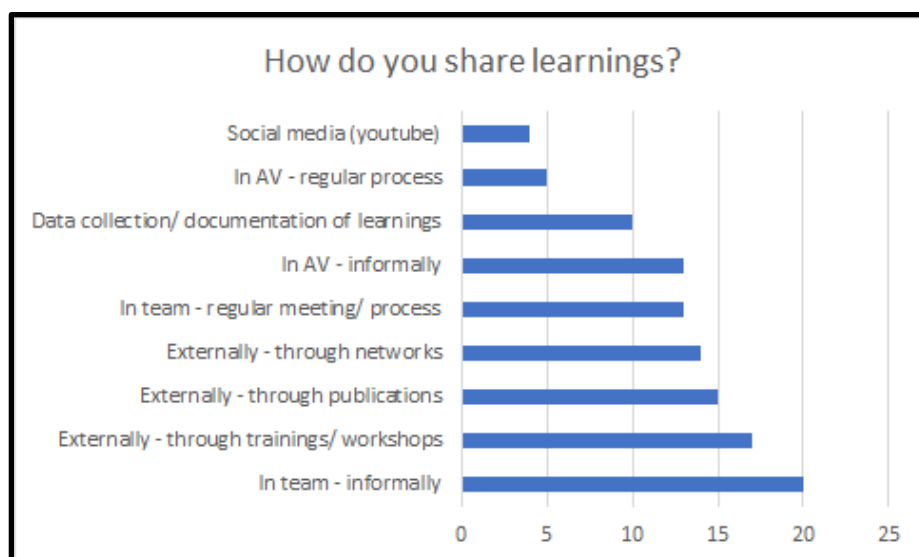 How do you share learnings?
Social media (youtube)
In AV - regular process
Data collection/ documentation of learnings
In AV - informally
In team - regular meeting/ process
Externally - through networks
Externally - through publications
Externally - through trainings/ workshops
In team - informally
0 5 10 15 20 25